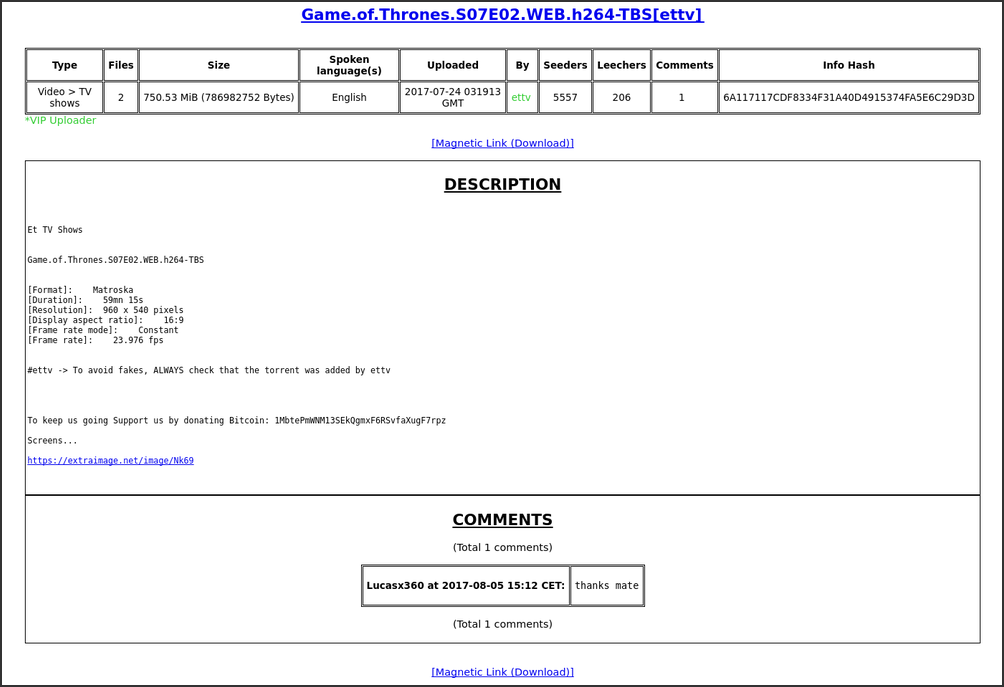 Game.of.Thrones.S07E02.WEB.h264-TBS[ettv]
Type Files Size Spoken language(s) Uploaded By Seeders Leechers Comments Info Hash
Video > TV shows 2 750.53 MiB (786982752 Bytes) English 2017-07-24 031913 GMT ettv 5557 206 1 6A117117CDF8334F31A40D4915374FA5E6C29D3D
*VIP Uploader
[Magnetic Link (Download)]
DESCRIPTION
Et TV Shows
Game.of.Thrones.S07E02.WEB.h264-TBS
[Format]: Matroska
[Duration]: 59mn 15s
[Resolution]: 960 x 540 pixels
[Display aspect ratio]: 16:9
[Frame rate mode]: Constant
[Frame rate]: 23.976 fps
#ettv -> To avoid fakes, ALWAYS check that the torrent was added by ettv
To keep us going Support us by donating Bitcoin: 1MbtePmWNM13SEkQgmxF6RSvfaXugF7rpz
Screens...
https://extraimage.net/image/Nk69
COMMENTS
(Total 1 comments)
Lucasx360 at 2017-08-05 15:12 CET: thanks mate
(Total 1 comments)
[Magnetic Link (Download)]